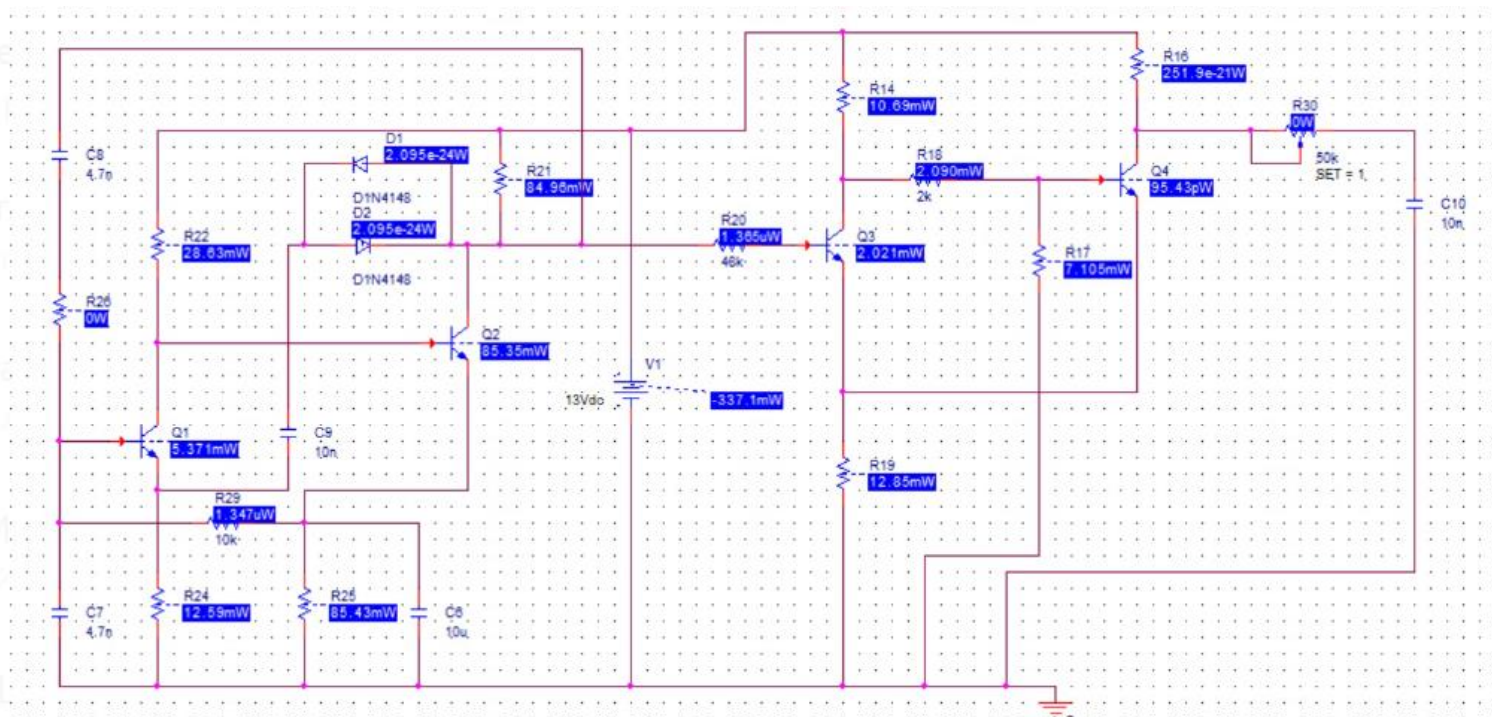 R16
251.9e-21W
R14
10.69mW
R30
0W
50k
SET = 1
C8
4.7n
D1
2.095e-24W
D1N4148
R18
2.090mW
2k
Q4
95.43pW
R21
84.96mW
C10
10n
D2
2.095e-24W
D1N4148
R20
1.365uW
46k
Q3
2.021mW
R22
28.63mW
R17
7.105mW
R26
0W
Q2
85.35mW
V1
13Vdc
-337.1mW
Q1
5.371mW
C9
10n
R19
12.85mW
R29
1.347uW
10k
C7
4.7n
R24
12.59mW
R25
85.43mW
C6
10u